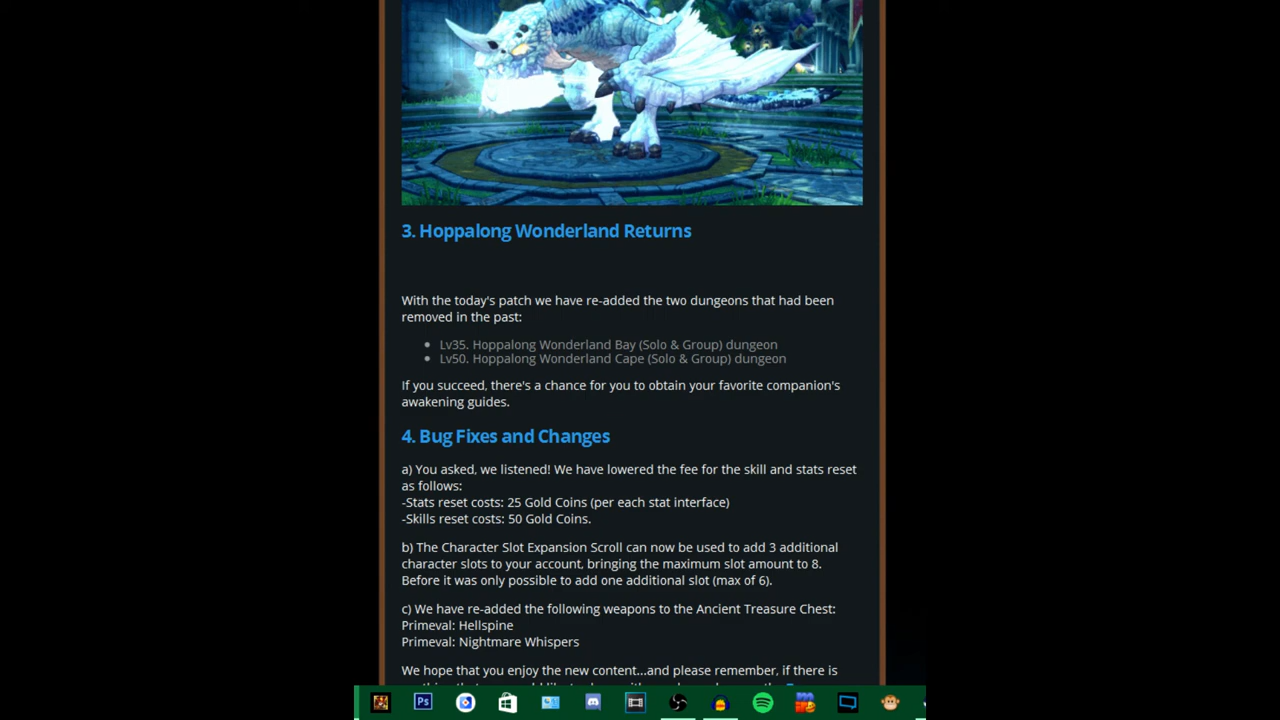 3. Hoppalong Wonderland Returns
With the today's patch we have re-added the two dungeons that had been
removed in the past:
Lv35. Hoppalong Wonderland Bay (Solo & Group) dungeon
Lv50. Hoppalong Wonderland Cape (Solo & Group) dungeon
If you succeed, there's a chance for you to obtain your favorite companion's
awakening guides.
4. Bug Fixes and Changes
a) You asked, we listened! We have lowered the fee for the skill and stats reset
as follows:
-Stats reset costs: 25 Gold Coins (per each stat interface)
-Skills reset costs: 50 Gold Coins.
b) The Character Slot Expansion Scroll can now be used to add 3 additional
character slots to your account, bringing the maximum slot amount to 8.
Before it was only possible to add one additional slot (max of 6).
c) We have re-added the following weapons to the Ancient Treasure Chest:
Primeval: Hellspine
Primeval: Nightmare Whispers
We hope that you enjoy the new content...and please remember, if there is
Ps